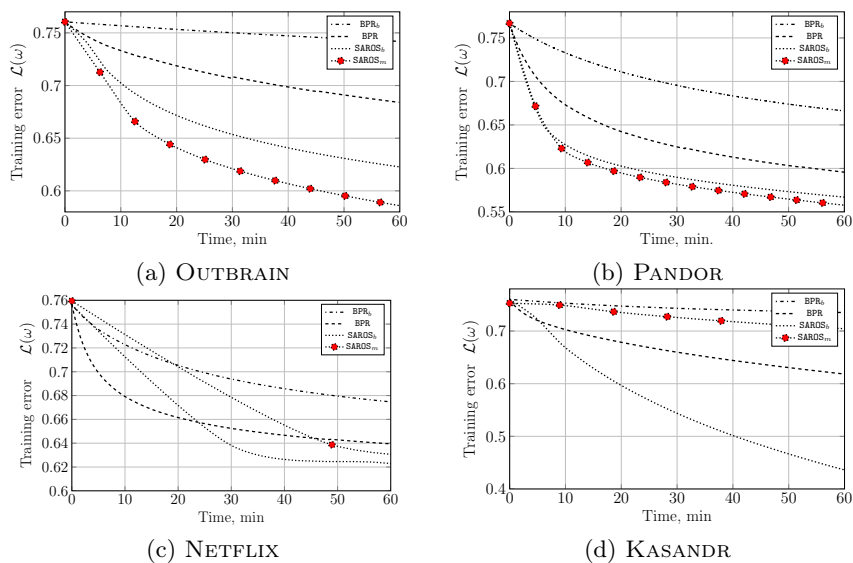 0.75
0.7
0.65
0.6
0 10 20 30 40 50 60
Training error L(ω)
Time, min
BPR_b
BPR
SAROS_b
SAROS_m
(a) OUTBRAIN
0.75
0.7
0.65
0.6
0.55
0 10 20 30 40 50 60
Training error L(ω)
Time, min.
BPR_b
BPR
SAROS_b
SAROS_m
(b) PANDOR
0.76
0.74
0.72
0.7
0.68
0.66
0.64
0.62
0.6
0 10 20 30 40 50 60
Training error L(ω)
Time, min
BPR_b
BPR
SAROS_b
SAROS_m
(c) NETFLIX
0.7
0.6
0.5
0.4
0 10 20 30 40 50 60
Training error L(ω)
Time, min
BPR_b
BPR
SAROS_b
SAROS_m
(d) KASANDR